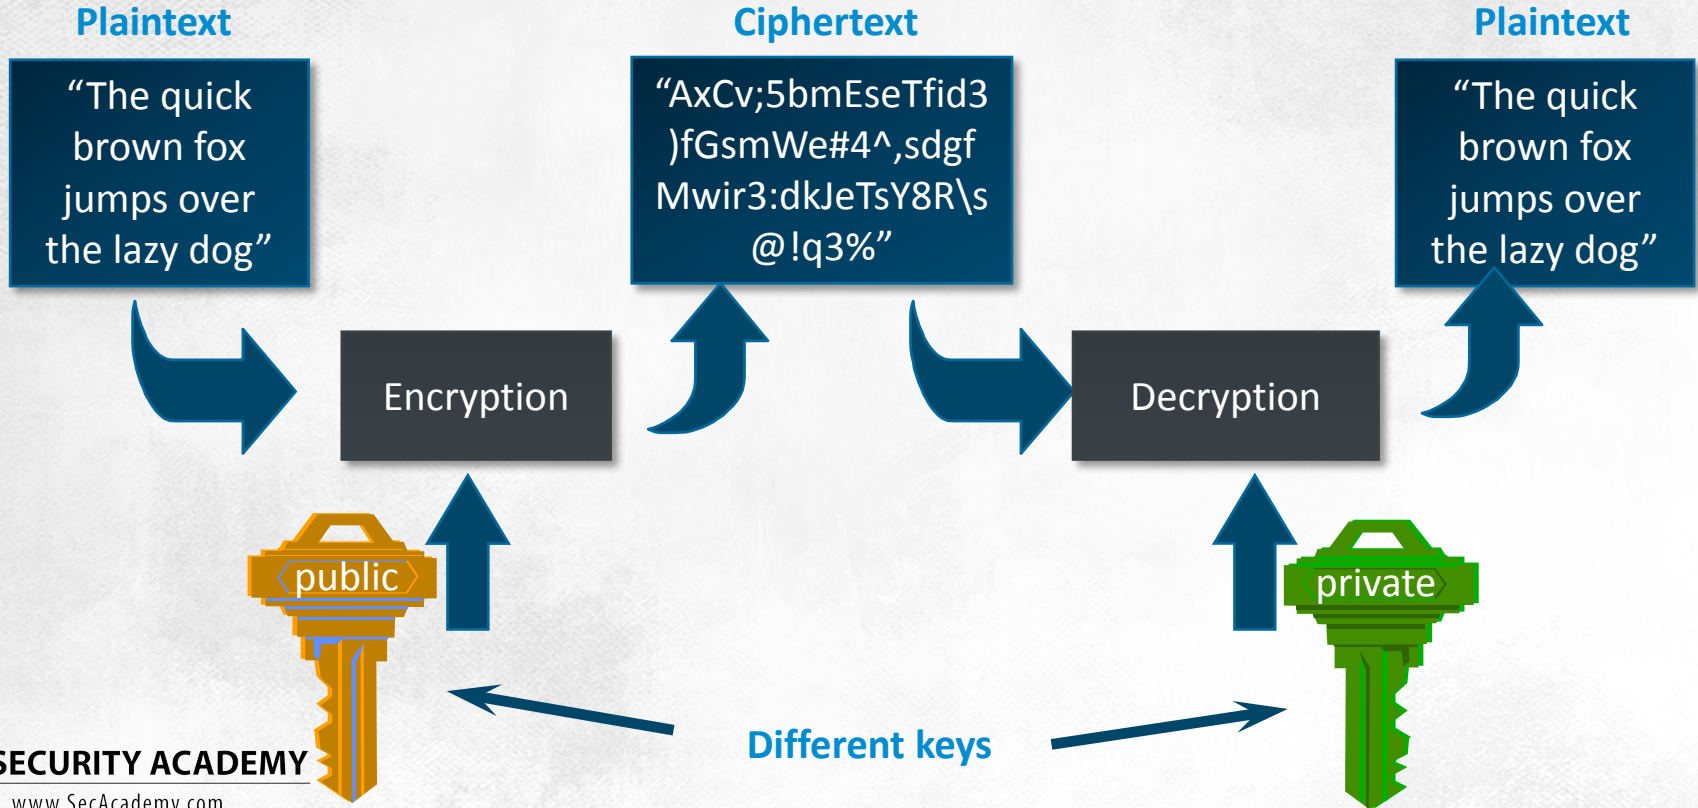 Plaintext
“The quick
brown fox
jumps over
the lazy dog”
Ciphertext
“AxCv;5bmEseTfid3
)fGsmWe#4^,sdgf
Mwir3:dkJeTsY8R\s
@!q3%”
Plaintext
“The quick
brown fox
jumps over
the lazy dog”
Encryption
Decryption
public
private
Different keys
SECURITY ACADEMY
www.SecAcademy.com